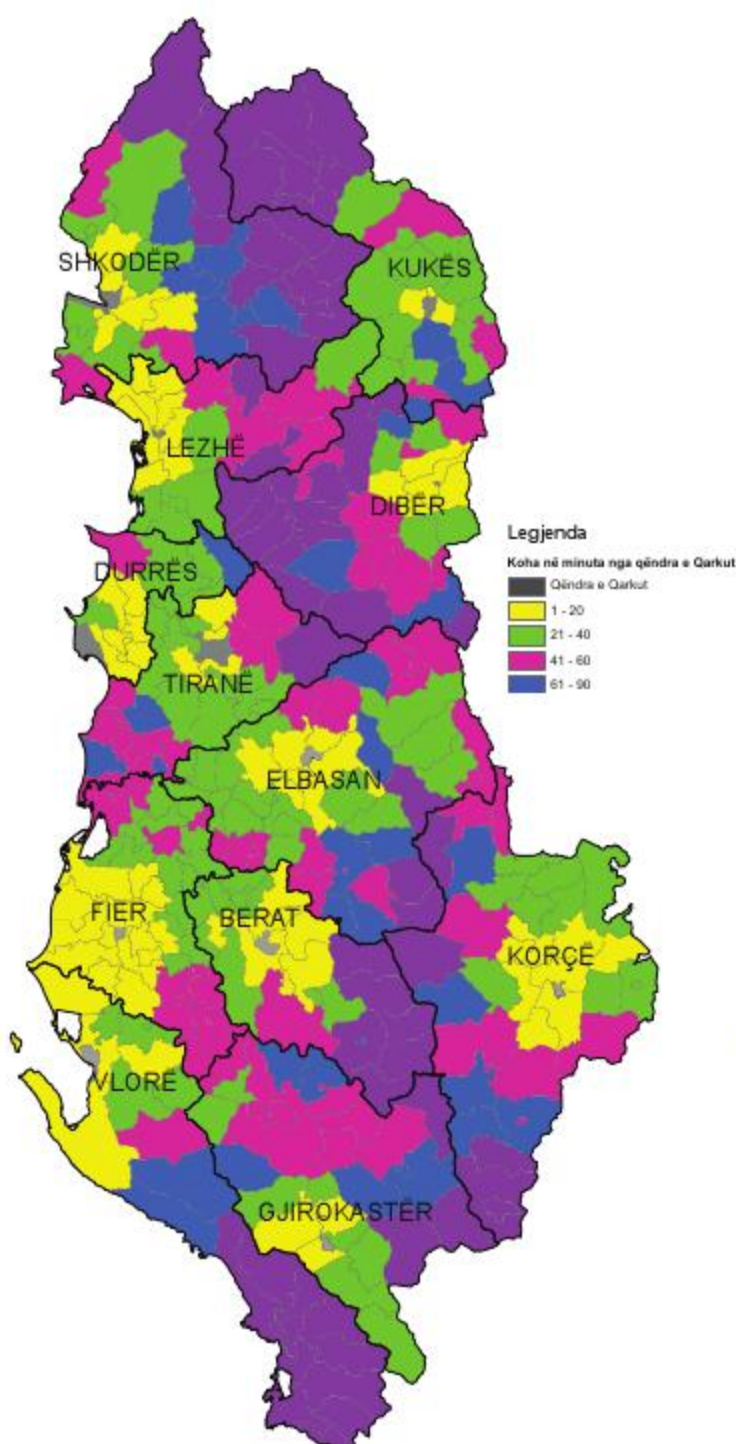 SHKODËR
KUKËS
LEZHË
DIBËR
Legjenda
Koha në minuta nga qëndra e Qarkut
Qëndra e Qarkut
1 - 20
21 - 40
41 - 60
61 - 90
DURRËS
TIRANË
ELBASAN
FIER
BERAT
KORÇË
VLORË
GJIROKASTËR